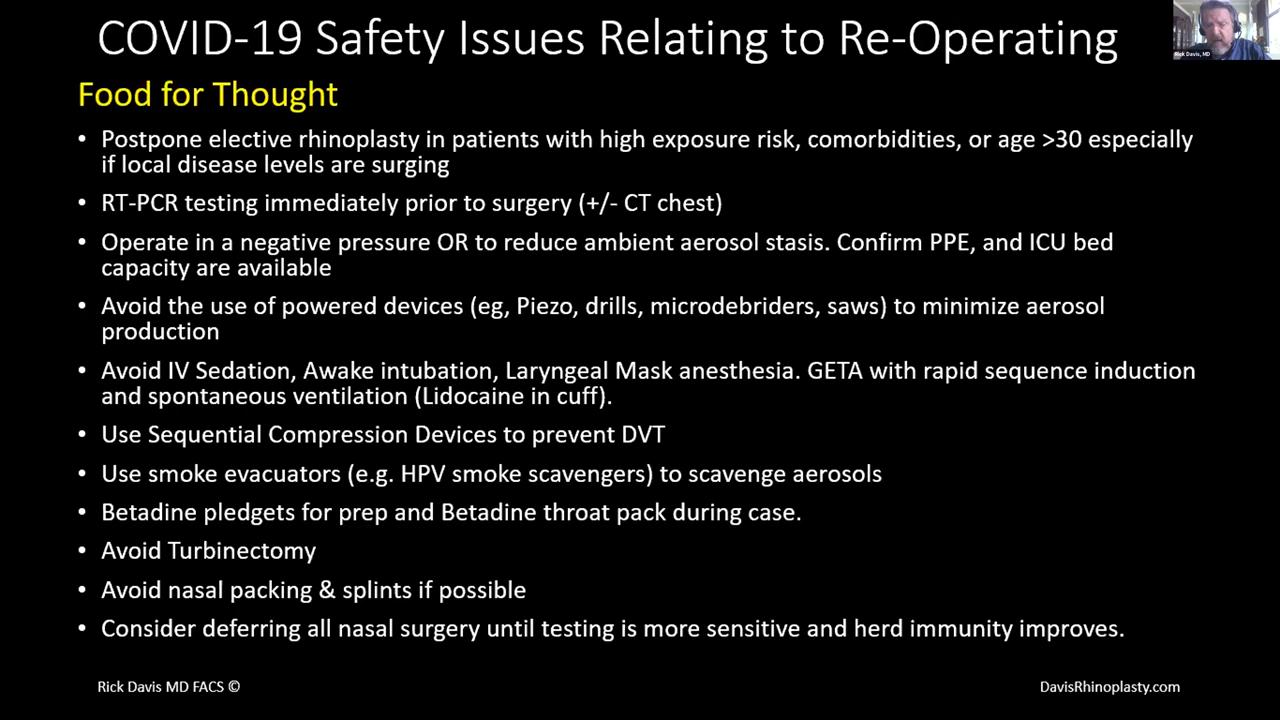 COVID-19 Safety Issues Relating to Re-Operating
Rick Davis, MD
Food for Thought
• Postpone elective rhinoplasty in patients with high exposure risk, comorbidities, or age >30 especially
if local disease levels are surging
• RT-PCR testing immediately prior to surgery (+/- CT chest)
• Operate in a negative pressure OR to reduce ambient aerosol stasis. Confirm PPE, and ICU bed
capacity are available
• Avoid the use of powered devices (eg, Piezo, drills, microdebriders, saws) to minimize aerosol
production
• Avoid IV Sedation, Awake intubation, Laryngeal Mask anesthesia. GETA with rapid sequence induction
and spontaneous ventilation (Lidocaine in cuff).
• Use Sequential Compression Devices to prevent DVT
• Use smoke evacuators (e.g. HPV smoke scavengers) to scavenge aerosols
• Betadine pledgets for prep and Betadine throat pack during case.
• Avoid Turbinectomy
• Avoid nasal packing & splints if possible
• Consider deferring all nasal surgery until testing is more sensitive and herd immunity improves.
Rick Davis MD FACS ©
DavisRhinoplasty.com